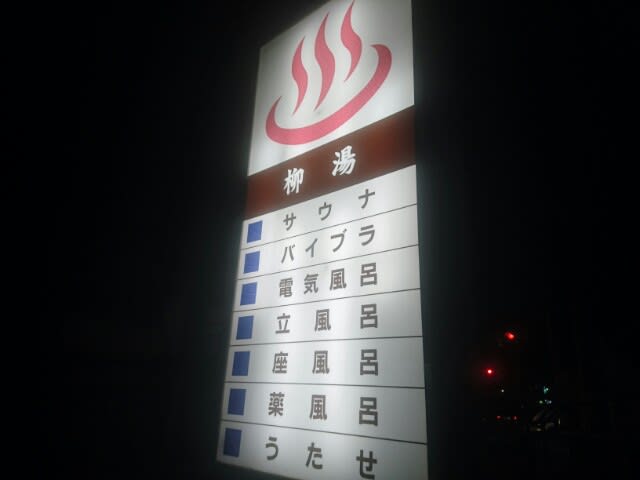 柳湯
サウナ
バイブラ
電気風呂
立風呂
座風呂
薬風呂
うたせ